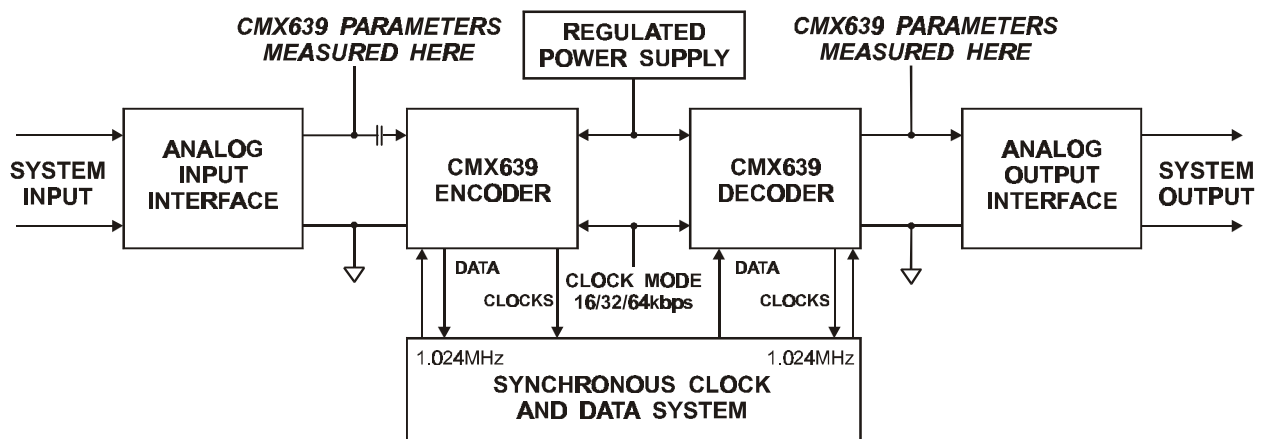 CMX639 PARAMETERS
MEASURED HERE
REGULATED
POWER SUPPLY
CMX639 PARAMETERS
MEASURED HERE
SYSTEM
INPUT
ANALOG
INPUT
INTERFACE
CMX639
ENCODER
CMX639
DECODER
ANALOG
OUTPUT
INTERFACE
SYSTEM
OUTPUT
DATA
CLOCKS
CLOCK MODE
16/32/64kbps
DATA
CLOCKS
1.024MHz
1.024MHz
SYNCHRONOUS CLOCK
AND DATA SYSTEM